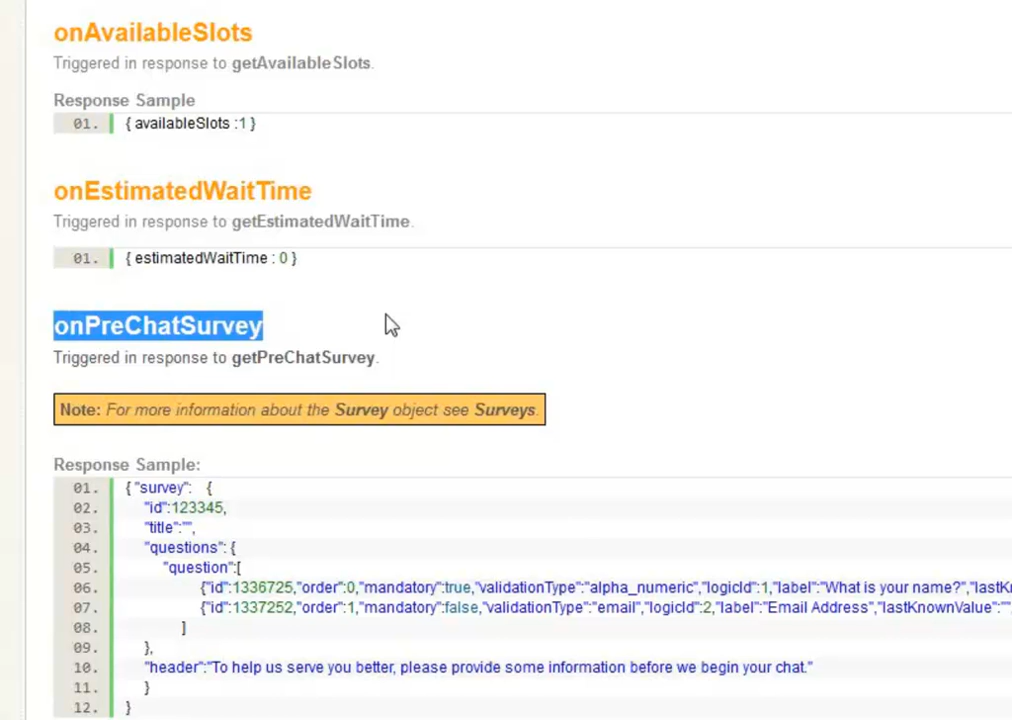 onAvailableSlots
Triggered in response to getAvailableSlots.
Response Sample
01. { availableSlots :1 }
onEstimatedWaitTime
Triggered in response to getEstimatedWaitTime.
01. { estimatedWaitTime : 0 }
onPreChatSurvey
Triggered in response to getPreChatSurvey.
Note: For more information about the Survey object see Surveys.
Response Sample:
01. { "survey": {
02. "id":123345,
03. "title":"",
04. "questions": {
05. "question":[
06. {"id":1336725,"order":0,"mandatory":true,"validationType":"alpha_numeric","logicId":1,"label":"What is your name?","lastKn
07. {"id":1337252,"order":1,"mandatory":false,"validationType":"email","logicId":2,"label":"Email Address","lastKnownValue":"",
08. ]
09. },
10. "header":"To help us serve you better, please provide some information before we begin your chat."
11. }
12. }